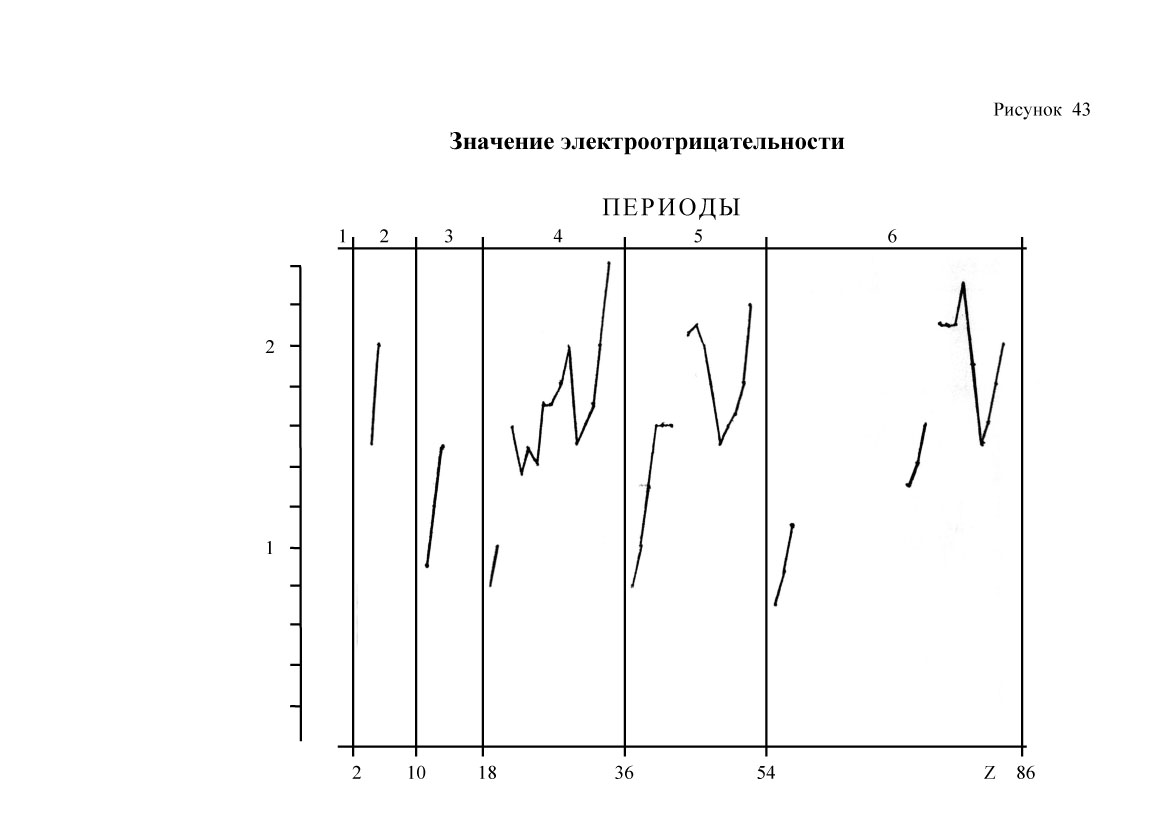 Рисунок 43
Значение электроотрицательности
ПЕРИОДЫ
1 2 3 4 5 6
2
1
2 10 18 36 54 Z 86